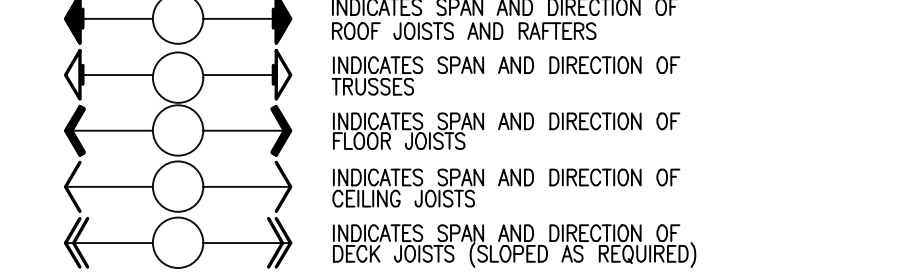 INDICATES SPAN AND DIRECTION OF
ROOF JOISTS AND RAFTERS
INDICATES SPAN AND DIRECTION OF
TRUSSES
INDICATES SPAN AND DIRECTION OF
FLOOR JOISTS
INDICATES SPAN AND DIRECTION OF
CEILING JOISTS
INDICATES SPAN AND DIRECTION OF
DECK JOISTS (SLOPED AS REQUIRED)